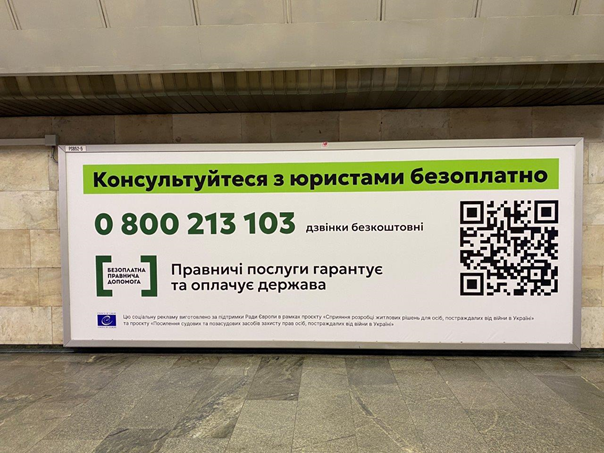 Консультуйтеся з юристами безоплатно
0 800 213 103 дзвінки безкоштовні
БЕЗОПЛАТНА
ПРАВНИЧА
ДОПОМОГА
Правничі послуги гарантує
та оплачує держава
Цю соціальну рекламу виготовлено за підтримки Ради Європи в рамках проєкту «Сприяння розробці житлових рішень для осіб, постраждалих від війни в Україні»
та проєкту «Посилення судових та позасудових засобів захисту прав осіб, постраждалих від війни в Україні»